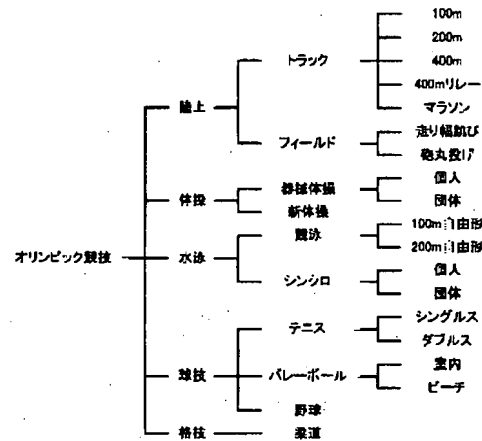 100m
200m
トラック 400m
400mリレー
陸上 マラソン
走り幅跳び
フィールド
砲丸投げ
個人
器械体操
体操 団体
新体操
100m自由形
競泳
200m自由形
オリンピック競技 水泳
個人
シンシロ
団体
シングルス
テニス
ダブルス
室内
球技 バレーボール
ビーチ
野球
格技 柔道